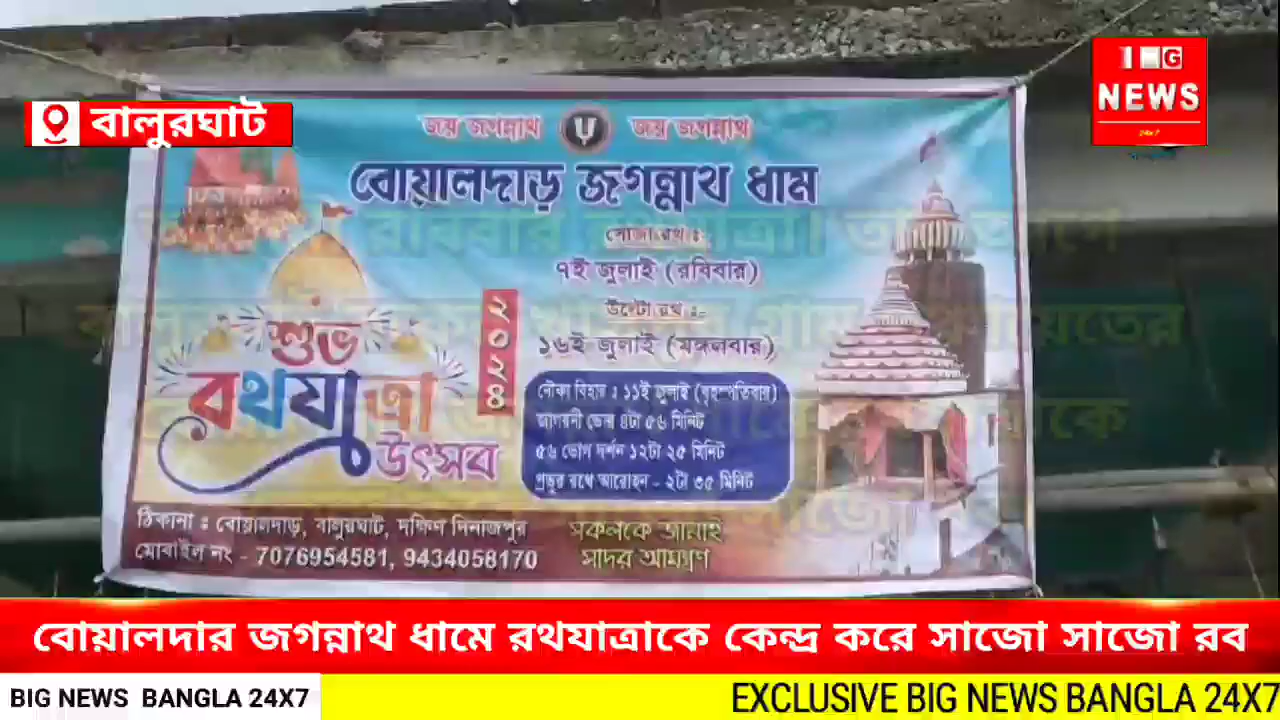 বালুরঘাট
NEWS
24x7
জয় জগন্নাথ জয় জগন্নাথ
বোয়ালদাড় জগন্নাথ ধাম
সোজা রথ ঃ
৭ই জুলাই (রবিবার)
উল্টো রথ ঃ-
১৬ই জুলাই (মঙ্গলবার)
২০২৪
শুভ
রথযাত্রা
উৎসব
নৌকা বিহার : ১১ই জুলাই (বৃহস্পতিবার)
ভোর ৪টা ৫৬ মিনিট
৫৬ ভোগ দর্শন ১২টা ২৫ মিনিট
প্রভুর রথে আরোহন - ২টা ৩৫ মিনিট
ঠিকানা : বোয়ালদাড়, বালুরঘাট, দক্ষিণ দিনাজপুর
মোবাইল নং - 7076954581, 9434058170
সকলকে জানাই
সাদর আমন্ত্রণ
বোয়ালদার জগন্নাথ ধামে রথযাত্রাকে কেন্দ্র করে সাজো সাজো রব
BIG NEWS BANGLA 24X7
EXCLUSIVE BIG NEWS BANGLA 24X7